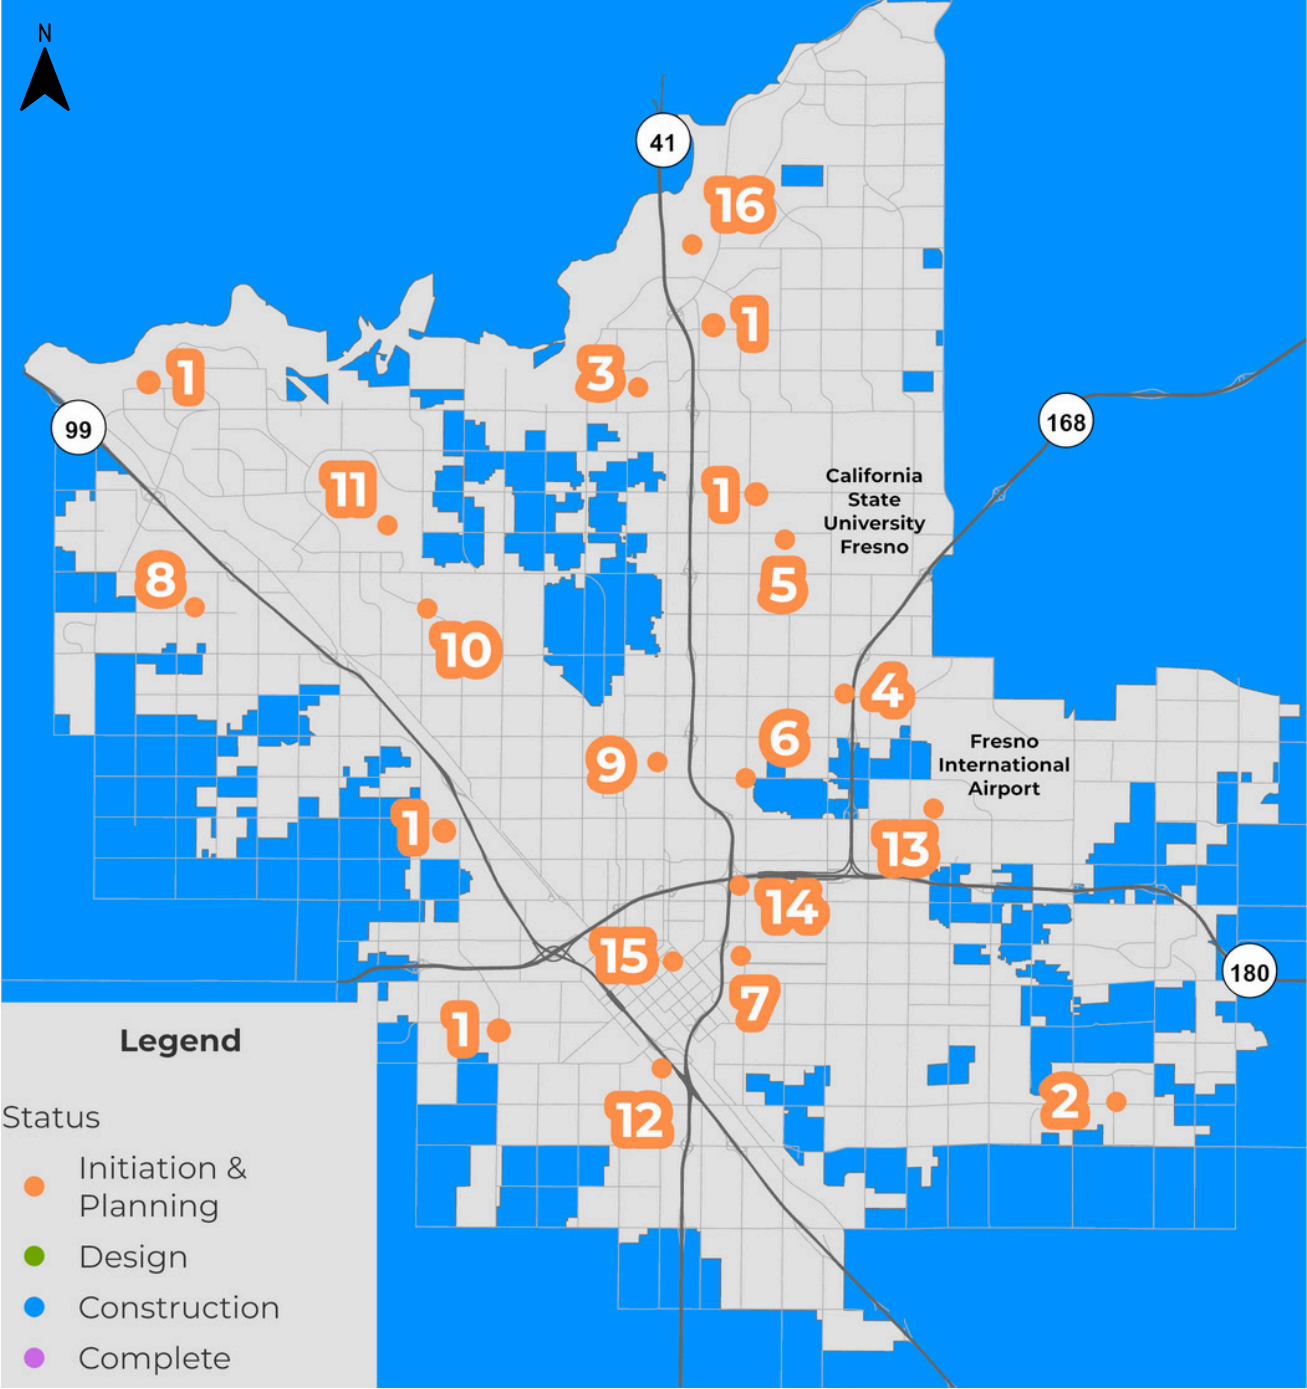 N
41
16
1
3
1
99
168
11
1
California
State
University
Fresno
8
5
10
4
6
Fresno
International
Airport
9
1
13
14
15
180
7
1
2
12
Legend
Status
Initiation &
Planning
Design
Construction
Complete